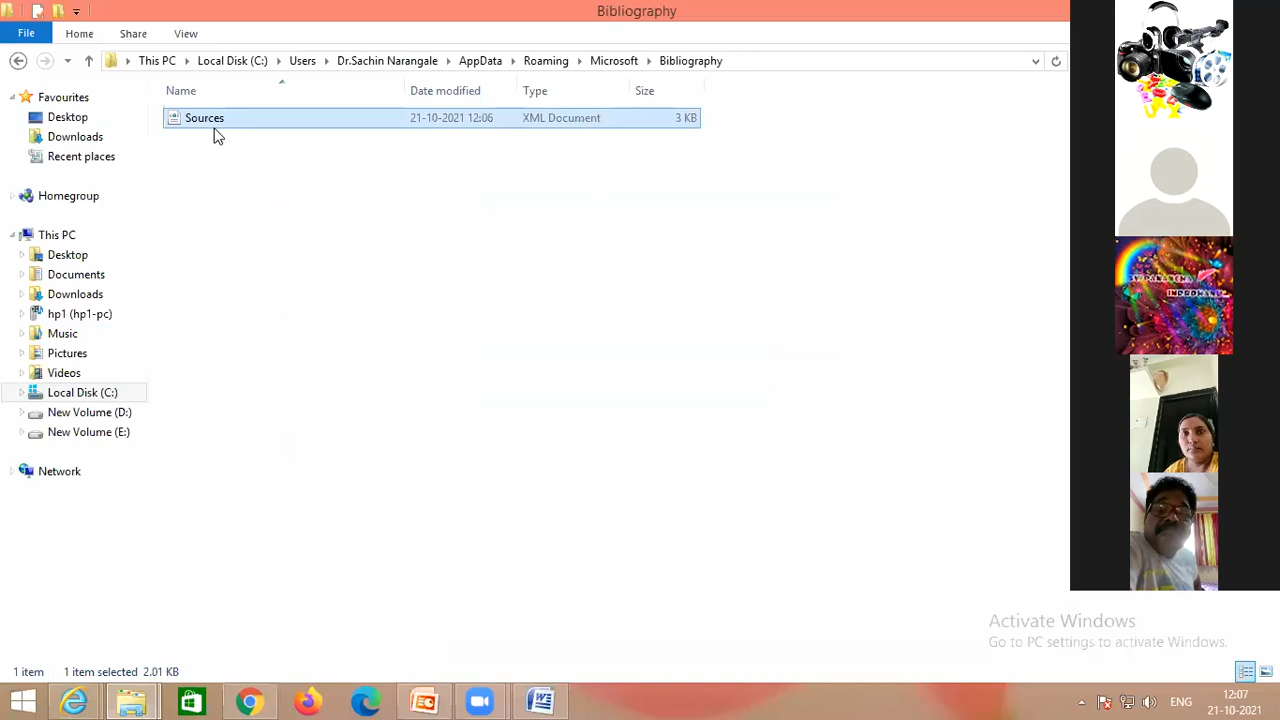 Bibliography
File Home Share View
This PC Local Disk (C:) Users Dr.Sachin Narangale AppData Roaming Microsoft Bibliography
Name Date modified Type Size
Sources 21-10-2021 12:06 XML Document 3 KB
Favourites
Desktop
Downloads
Recent places
Homegroup
This PC
Desktop
Documents
Downloads
hp1 (hp1-pc)
Music
Pictures
Videos
Local Disk (C:)
New Volume (D:)
New Volume (E:)
Network
Activate Windows
Go to PC settings to activate Windows.
1 item 1 item selected 2.01 KB
ENG
12:07
21-10-2021